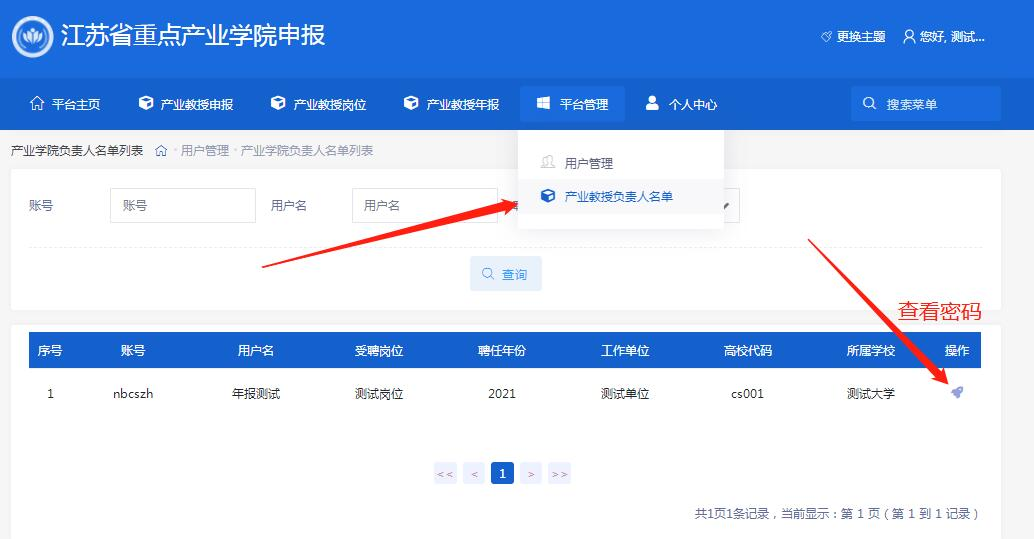 江苏省重点产业学院申报
更换主题 您好, 测试...
平台主页 产业教授申报 产业教授岗位 产业教授年报 平台管理 个人中心 搜索菜单
产业学院负责人名单列表 用户管理 产业学院负责人名单列表
用户管理
产业教授负责人名单
账号 账号 用户名 用户名
查询
查看密码
序号 账号 用户名 受聘岗位 聘任年份 工作单位 高校代码 所属学校 操作
1 nbcszh 年报测试 测试岗位 2021 测试单位 cs001 测试大学
<< < 1 > >>
共1页1条记录，当前显示：第 1 页 ( 第 1 到 1 记录 )